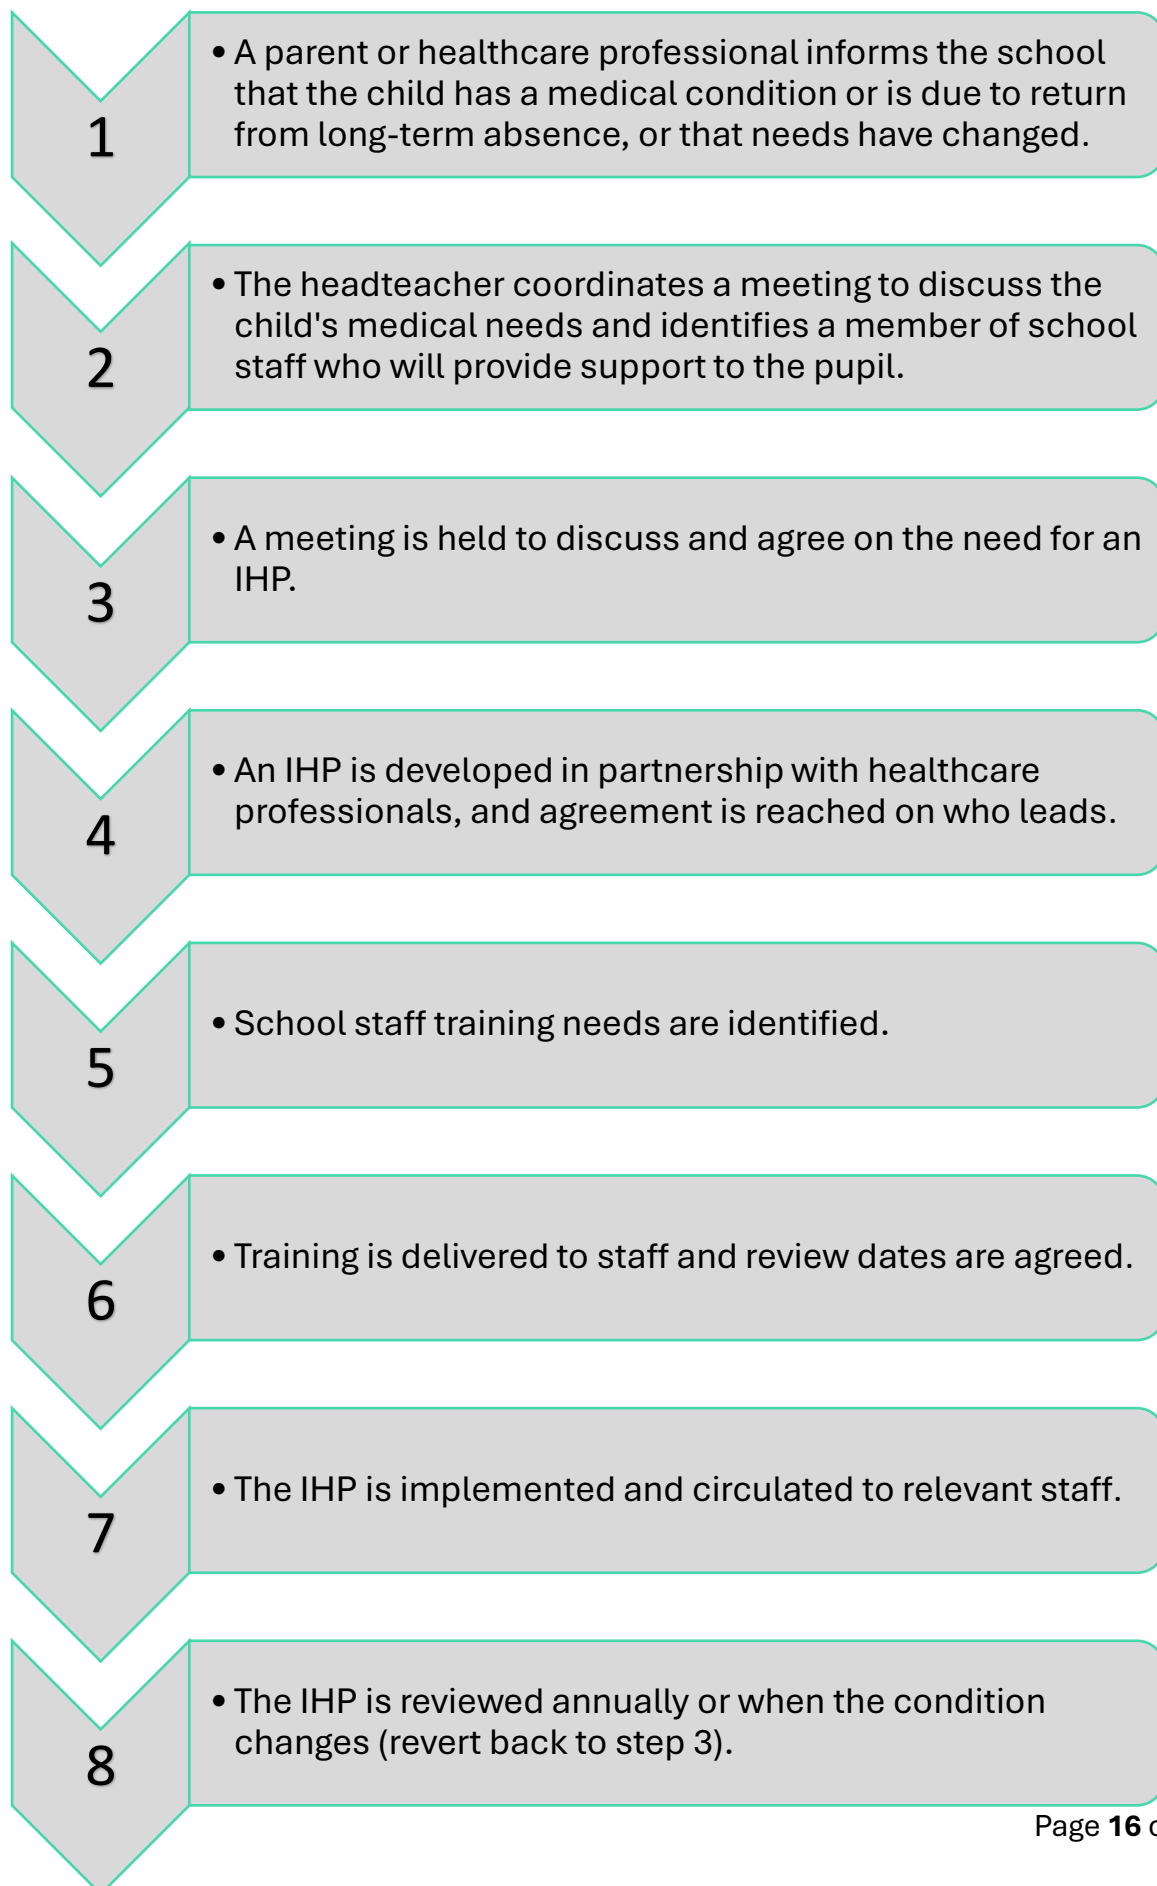 1
• A parent or healthcare professional informs the school
that the child has a medical condition or is due to return
from long-term absence, or that needs have changed.
2
• The headteacher coordinates a meeting to discuss the
child's medical needs and identifies a member of school
staff who will provide support to the pupil.
3
• A meeting is held to discuss and agree on the need for an
IHP.
4
• An IHP is developed in partnership with healthcare
professionals, and agreement is reached on who leads.
5
• School staff training needs are identified.
6
• Training is delivered to staff and review dates are agreed.
7
• The IHP is implemented and circulated to relevant staff.
8
• The IHP is reviewed annually or when the condition
changes (revert back to step 3).
Page 16